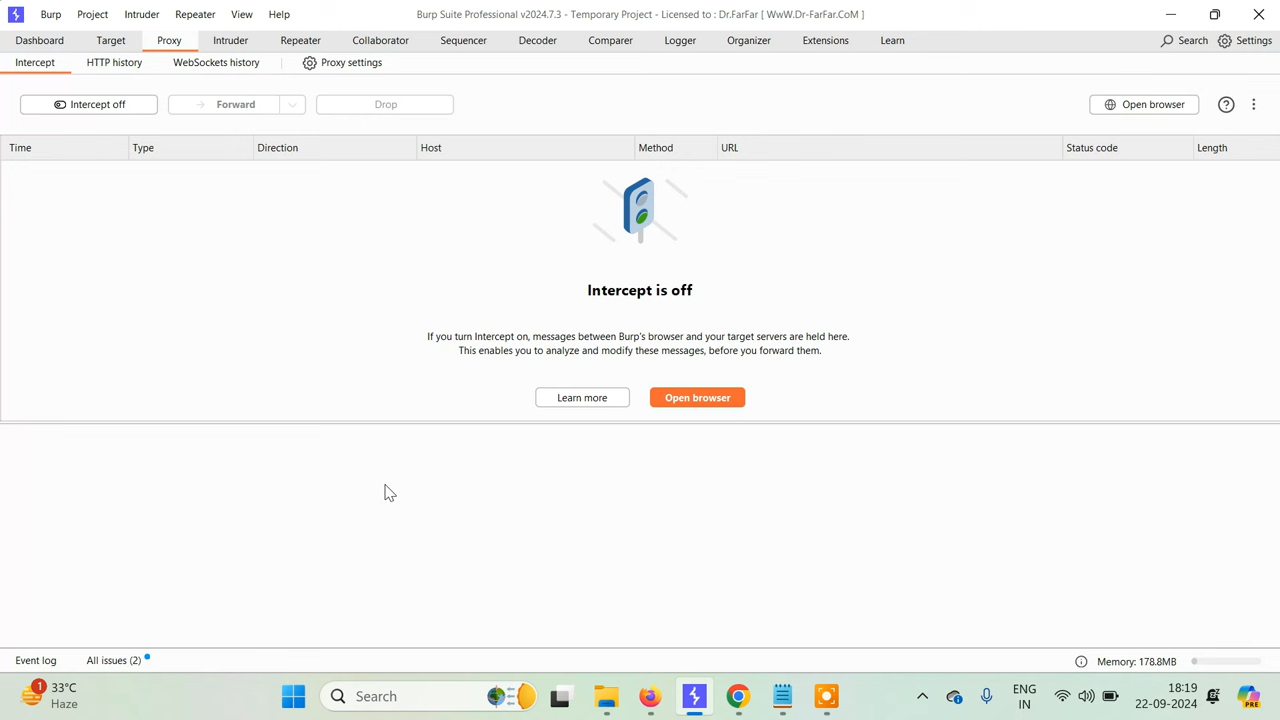 Burp Project Intruder Repeater View Help Burp Suite Professional v2024.7.3 - Temporary Project - Licensed to : Dr.FarFar [ WwW.Dr-FarFar.CoM ]
Dashboard Target Proxy Intruder Repeater Collaborator Sequencer Decoder Comparer Logger Organizer Extensions Learn Search Settings
Intercept HTTP history WebSockets history Proxy settings
Intercept off Forward Drop Open browser
Time Type Direction Host Method URL Status code Length
Intercept is off
If you turn Intercept on, messages between Burp's browser and your target servers are held here.
This enables you to analyze and modify these messages, before you forward them.
Learn more Open browser
Event log All issues (2) Memory: 178.8MB
1 33°C Search ENG 18:19
Haze IN 22-09-2024 PRE